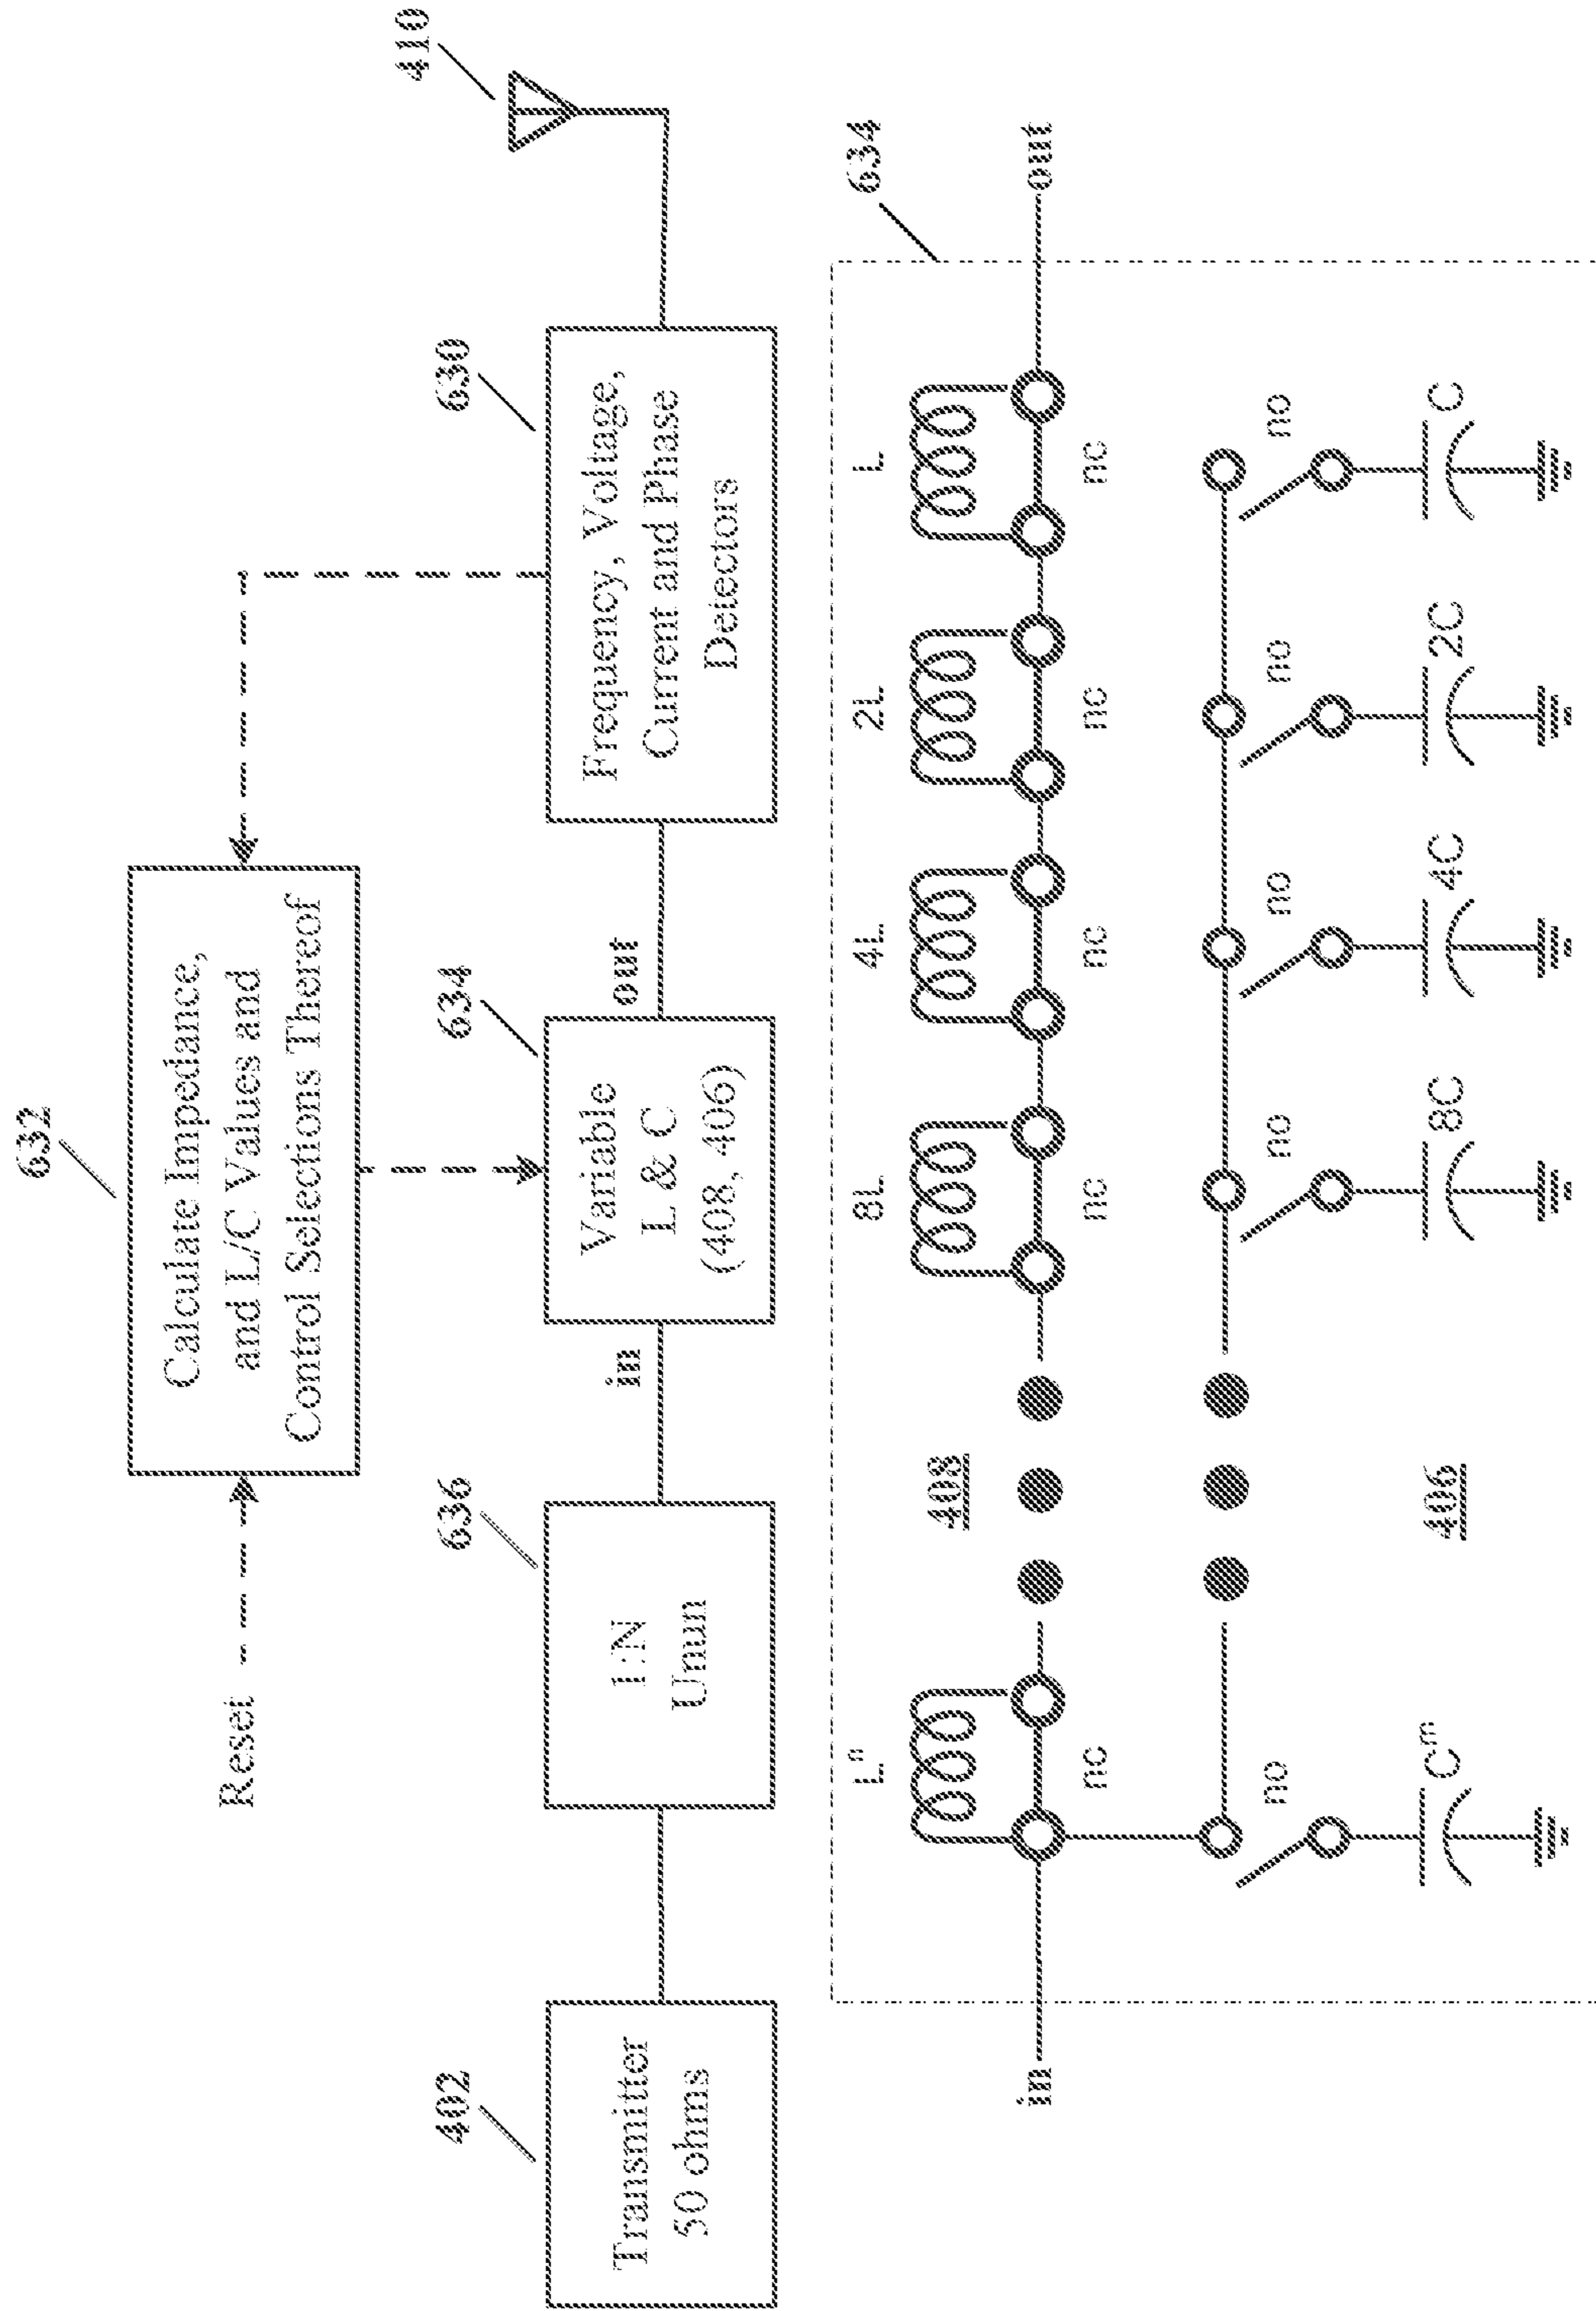 632
Calculate Impedance,
and L/C Values and
Control Selections Thereof
Reset
410
402
636
634
630
Transmitter
50 ohms
1:N
Unun
in
Variable
L & C
(408, 406)
out
Frequency, Voltage,
Current and Phase
Detectors
634
Lⁿ
8L
4L
2L
L
408
in
out
nc
nc
nc
nc
nc
no
no
no
no
no
406
Cᵐ
8C
4C
2C
C